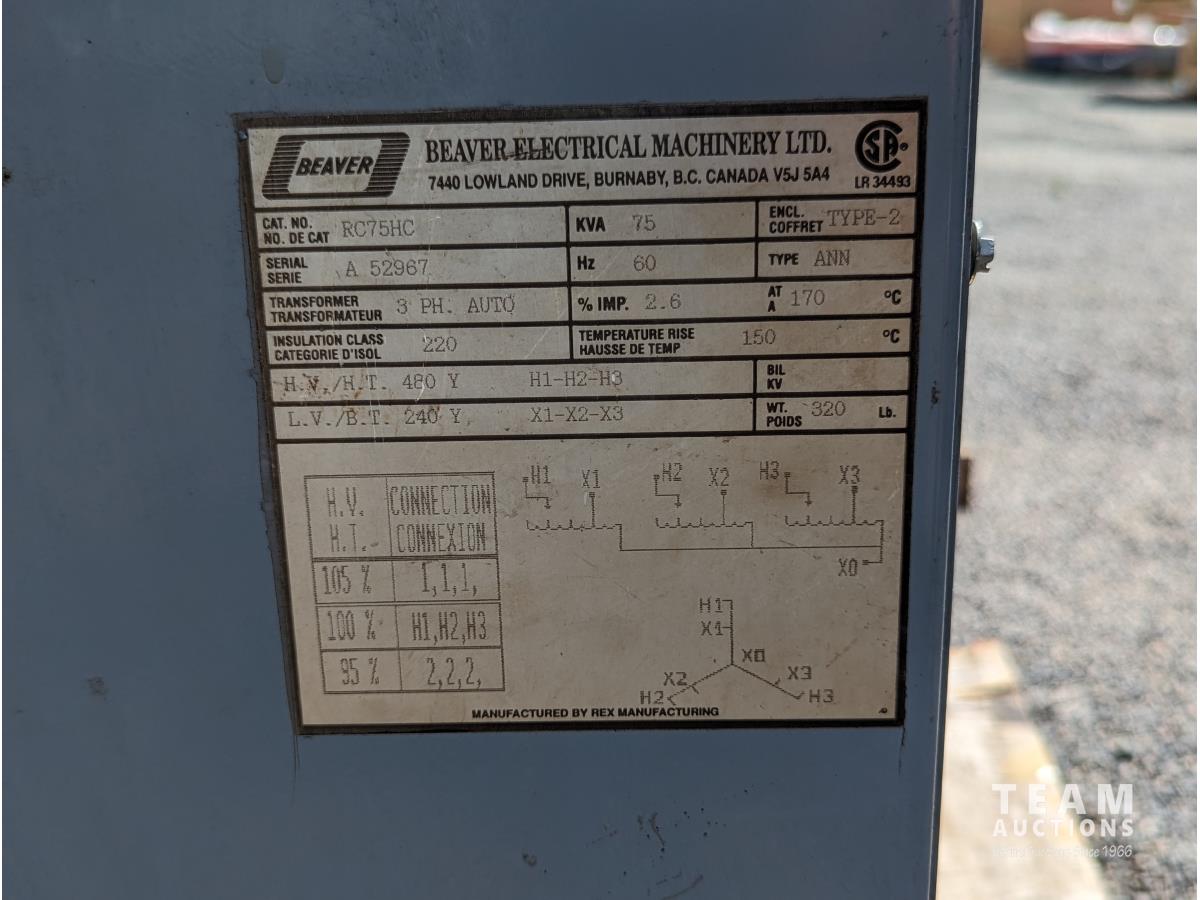 BEAVER
BEAVER ELECTRICAL MACHINERY LTD.
7440 LOWLAND DRIVE, BURNABY, B.C. CANADA V5J 5A4
LR 34493
CAT. NO.
NO. DE CAT RC75HC
KVA 75
ENCL.
COFFRET TYPE-2
SERIAL
SERIE A 52967
Hz 60
TYPE ANN
TRANSFORMER
TRANSFORMATEUR 3 PH. AUTO
% IMP. 2.6
AT
A 170 °C
INSULATION CLASS
CATEGORIE D'ISOL 220
TEMPERATURE RISE
HAUSSE DE TEMP 150 °C
H.V./H.T. 480 Y H1-H2-H3
BIL
KV
L.V./B.T. 240 Y, X1-X2-X3
WT.
POIDS 320 Lb.
H.V. CONNECTION
H.T. CONNEXION
105 % 1,1,1,
100 % H1,H2,H3
95 % 2,2,2,
H1 X1 H2 X2 H3 X3
X0
H1
X1
X0
X2 X3
H2 H3
MANUFACTURED BY REX MANUFACTURING
TEAM
AUCTIONS
Since 1966